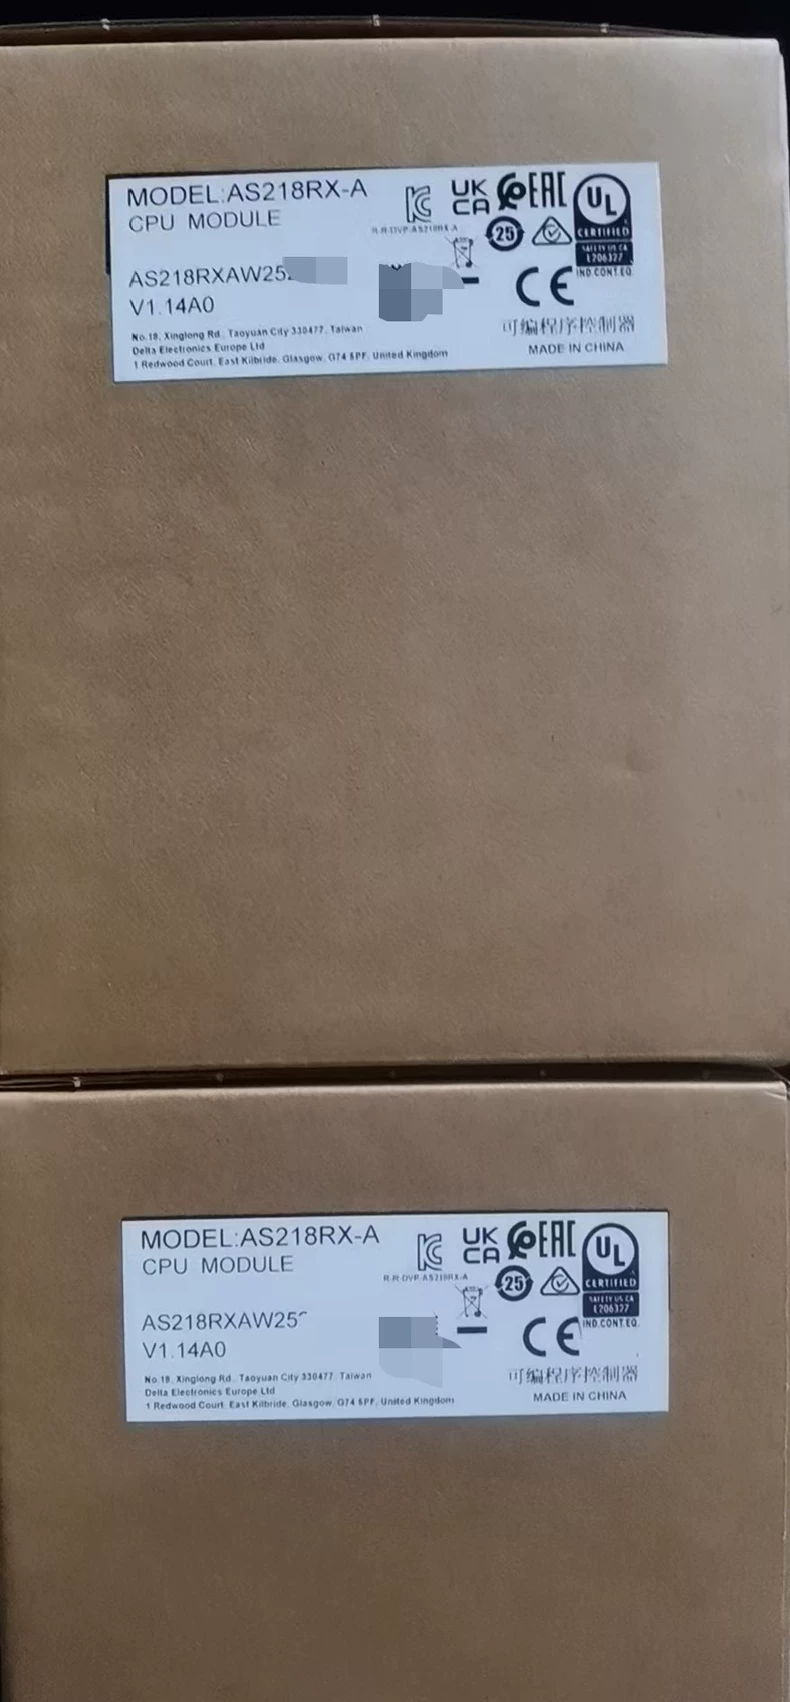 MODEL:AS218RX-A
CPU MODULE
UK
CA
EAC
UL
CERTIFIED
SAFETY US CA
E206327
IND.CONT.EQ.
R-R-DVP-AS218RX-A
25
AS218RXAW25
V1.14A0
CE
No.18, Xinglong Rd., Taoyuan City 330477, Taiwan
Delta Electronics Europe Ltd
1 Redwood Court, East Kilbride, Glasgow, G74 5PF, United Kingdom
可编程序控制器
MADE IN CHINA
MODEL:AS218RX-A
CPU MODULE
UK
CA
EAC
UL
CERTIFIED
SAFETY US CA
E206327
IND.CONT.EQ.
R-R-DVP-AS218RX-A
25
AS218RXAW25
V1.14A0
CE
No.18, Xinglong Rd., Taoyuan City 330477, Taiwan
Delta Electronics Europe Ltd
1 Redwood Court, East Kilbride, Glasgow, G74 5PF, United Kingdom
可编程序控制器
MADE IN CHINA